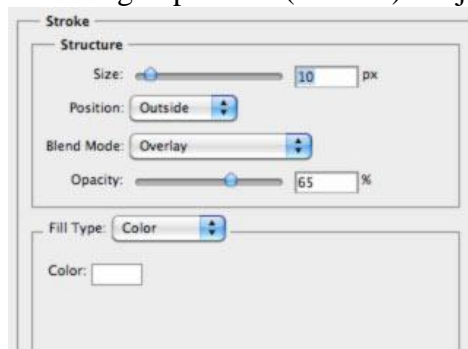 Stroke
Structure
Size: 10 px
Position: Outside
Blend Mode: Overlay
Opacity: 65 %
Fill Type: Color
Color: